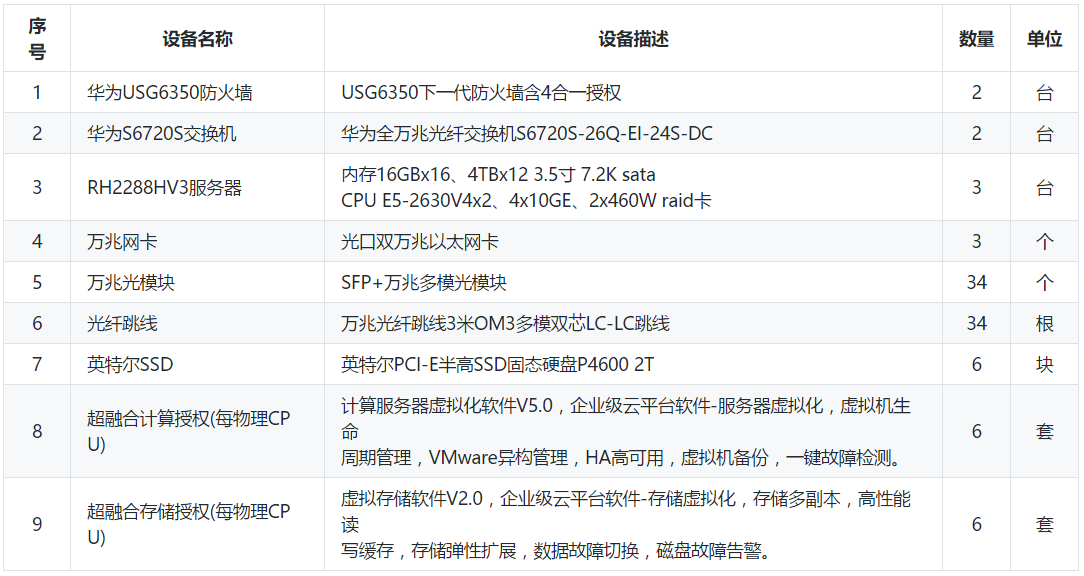 序号 设备名称 设备描述 数量 单位
1 华为USG6350防火墙 USG6350下一代防火墙含4合一授权 2 台
2 华为S6720S交换机 华为全万兆光纤交换机S6720S-26Q-EI-24S-DC 2 台
3 RH2288HV3服务器 内存16GBx16、4TBx12 3.5寸 7.2K sata
CPU E5-2630V4x2、4x10GE、2x460W raid卡 3 台
4 万兆网卡 光口双万兆以太网卡 3 个
5 万兆光模块 SFP+万兆多模光模块 34 个
6 光纤跳线 万兆光纤跳线3米OM3多模双芯LC-LC跳线 34 根
7 英特尔SSD 英特尔PCI-E半高SSD固态硬盘P4600 2T 6 块
8 超融合计算授权(每物理CP
U) 计算服务器虚拟化软件V5.0，企业级云平台软件-服务器虚拟化，虚拟机生
命
周期管理，VMware异构管理，HA高可用，虚拟机备份，一键故障检测。 6 套
9 超融合存储授权(每物理CP
U) 虚拟存储软件V2.0，企业级云平台软件-存储虚拟化，存储多副本，高性能
读
写缓存，存储弹性扩展，数据故障切换，磁盘故障告警。 6 套